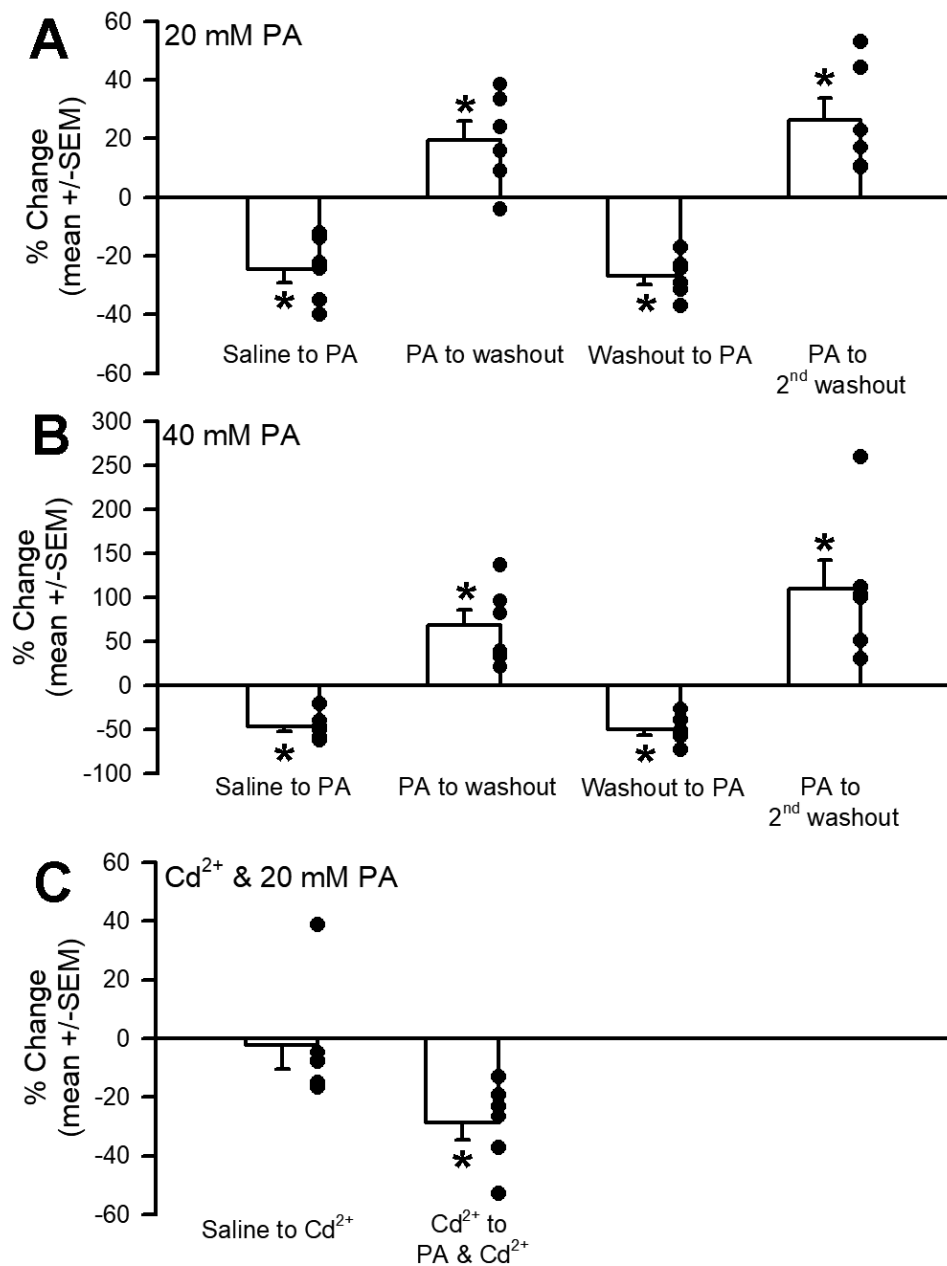 A
20 mM PA
% Change
(mean +/-SEM)
60
40
20
0
-20
-40
-60
*
*
*
*
Saline to PA
PA to washout
Washout to PA
PA to
2nd washout
B
40 mM PA
% Change
(mean +/-SEM)
300
250
200
150
100
50
0
-50
-100
*
*
*
*
Saline to PA
PA to washout
Washout to PA
PA to
2nd washout
C
Cd2+ & 20 mM PA
% Change
(mean +/-SEM)
60
40
20
0
-20
-40
-60
*
Saline to Cd2+
Cd2+ to
PA & Cd2+